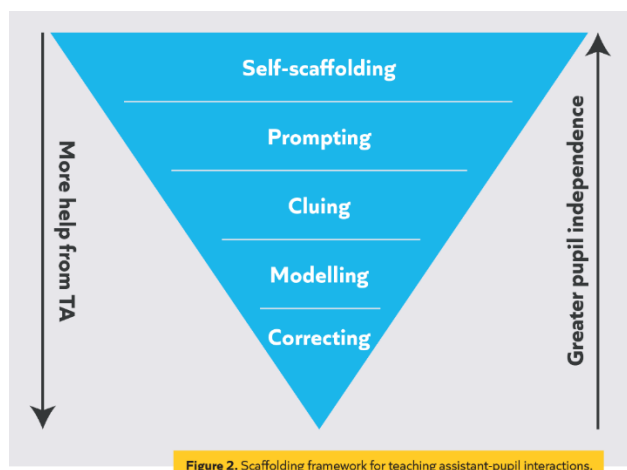 Self-scaffolding
Prompting
Cluing
Modelling
Correcting
More help from TA
Greater pupil independence
Figure 2. Scaffolding framework for teaching assistant-pupil interactions.